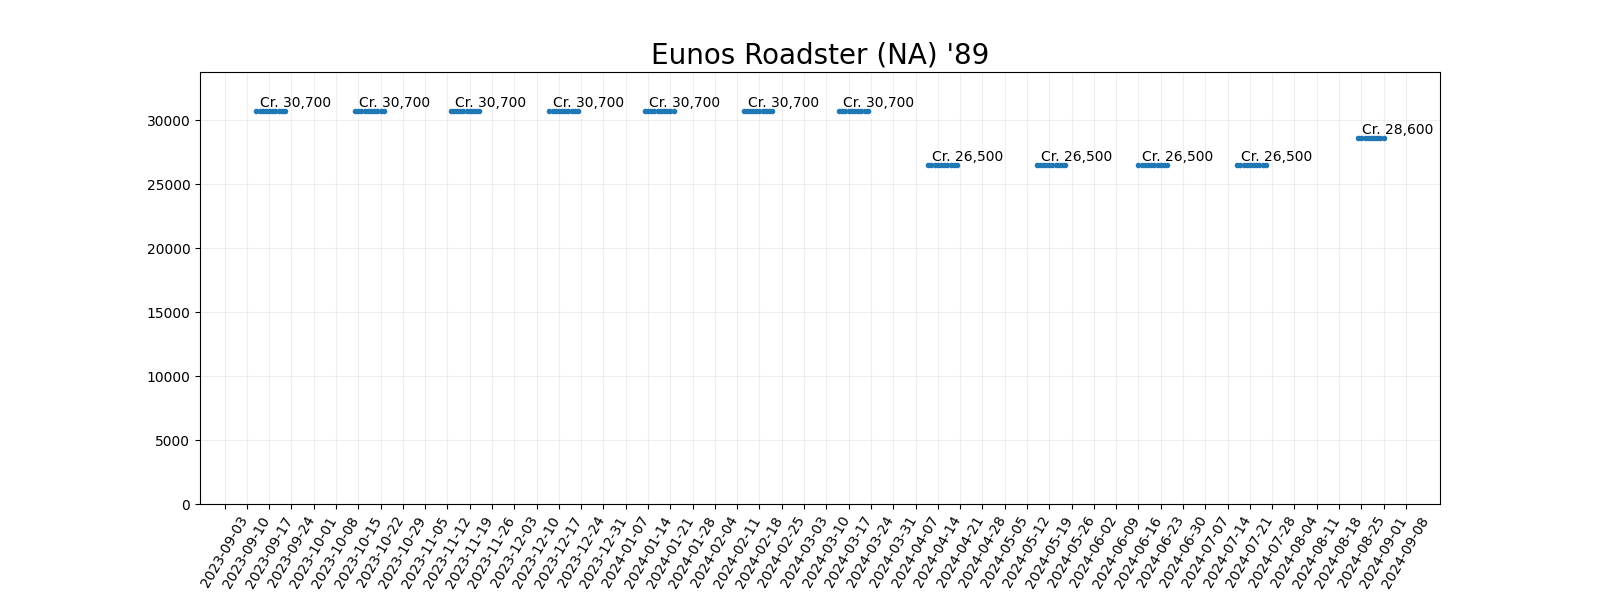 Eunos Roadster (NA) '89
Cr. 30,700 Cr. 30,700 Cr. 30,700 Cr. 30,700 Cr. 30,700 Cr. 30,700 Cr. 30,700
30000
Cr. 28,600
Cr. 26,500 Cr. 26,500 Cr. 26,500 Cr. 26,500
25000
20000
15000
10000
5000
0
2023-09-03 2023-09-10 2023-09-17 2023-09-24 2023-10-01 2023-10-08 2023-10-15 2023-10-22 2023-10-29 2023-11-05 2023-11-12 2023-11-19 2023-11-26 2023-12-03 2023-12-10 2023-12-17 2023-12-24 2023-12-31 2024-01-07 2024-01-14 2024-01-21 2024-01-28 2024-02-04 2024-02-11 2024-02-18 2024-02-25 2024-03-03 2024-03-10 2024-03-17 2024-03-24 2024-03-31 2024-04-07 2024-04-14 2024-04-21 2024-04-28 2024-05-05 2024-05-12 2024-05-19 2024-05-26 2024-06-02 2024-06-09 2024-06-16 2024-06-23 2024-06-30 2024-07-07 2024-07-14 2024-07-21 2024-07-28 2024-08-04 2024-08-11 2024-08-18 2024-08-25 2024-09-01 2024-09-08